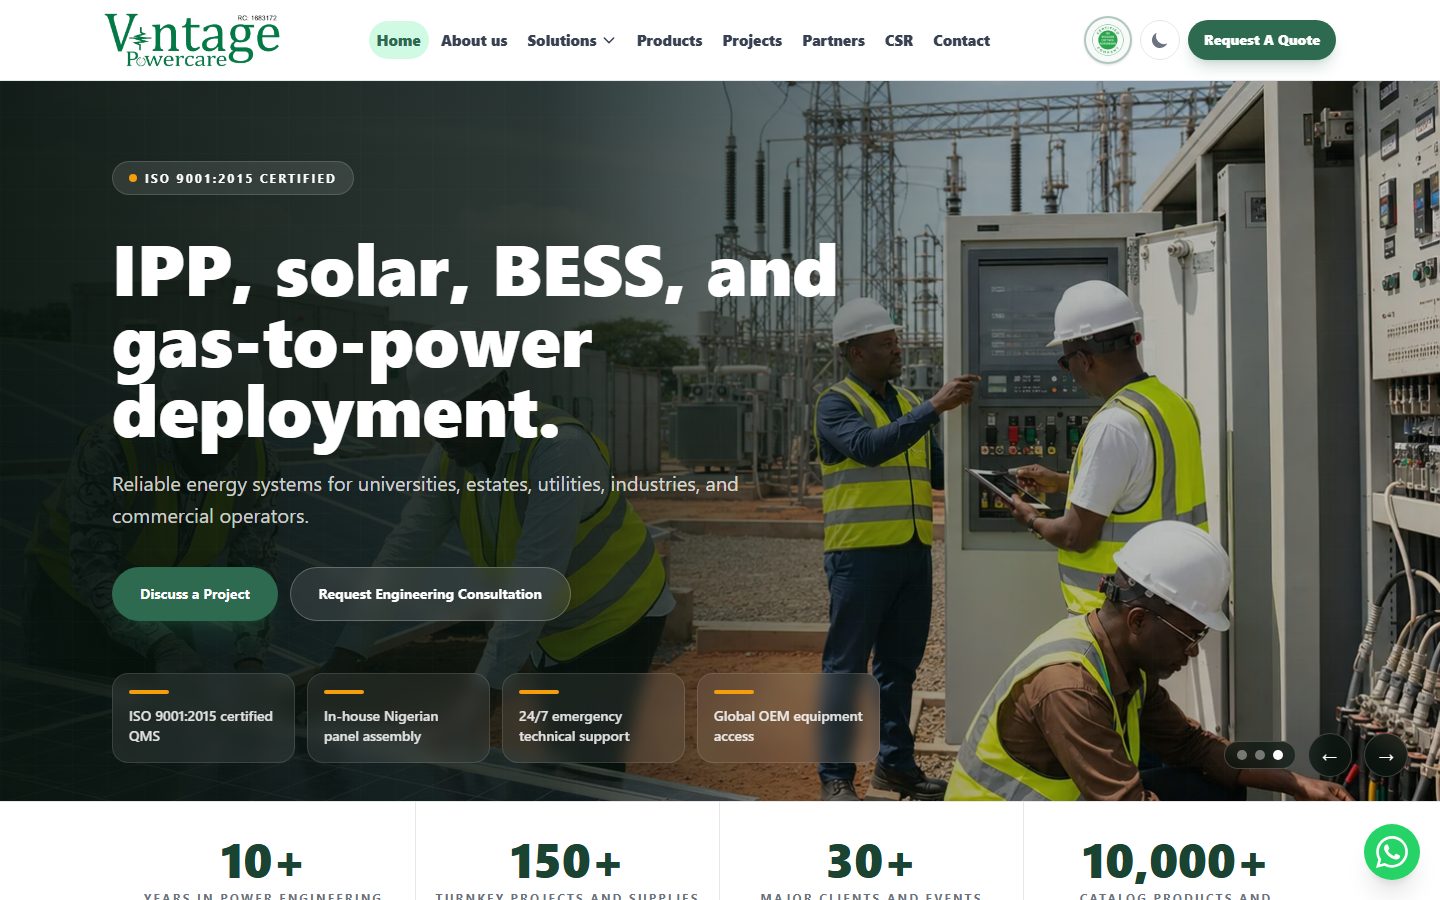 RC: 1683172
Vintage
Powercare
Home
About us
Solutions
Products
Projects
Partners
CSR
Contact
Request A Quote
ISO 9001:2015 CERTIFIED
IPP, solar, BESS, and
gas-to-power
deployment.
Reliable energy systems for universities, estates, utilities, industries, and
commercial operators.
Discuss a Project
Request Engineering Consultation
ISO 9001:2015 certified
QMS
In-house Nigerian
panel assembly
24/7 emergency
technical support
Global OEM equipment
access
←
→
10+
150+
30+
10,000+
YEARS IN POWER ENGINEERING
TURNKEY PROJECTS AND SUPPLIES
MAJOR CLIENTS AND EVENTS
CATALOG PRODUCTS AND